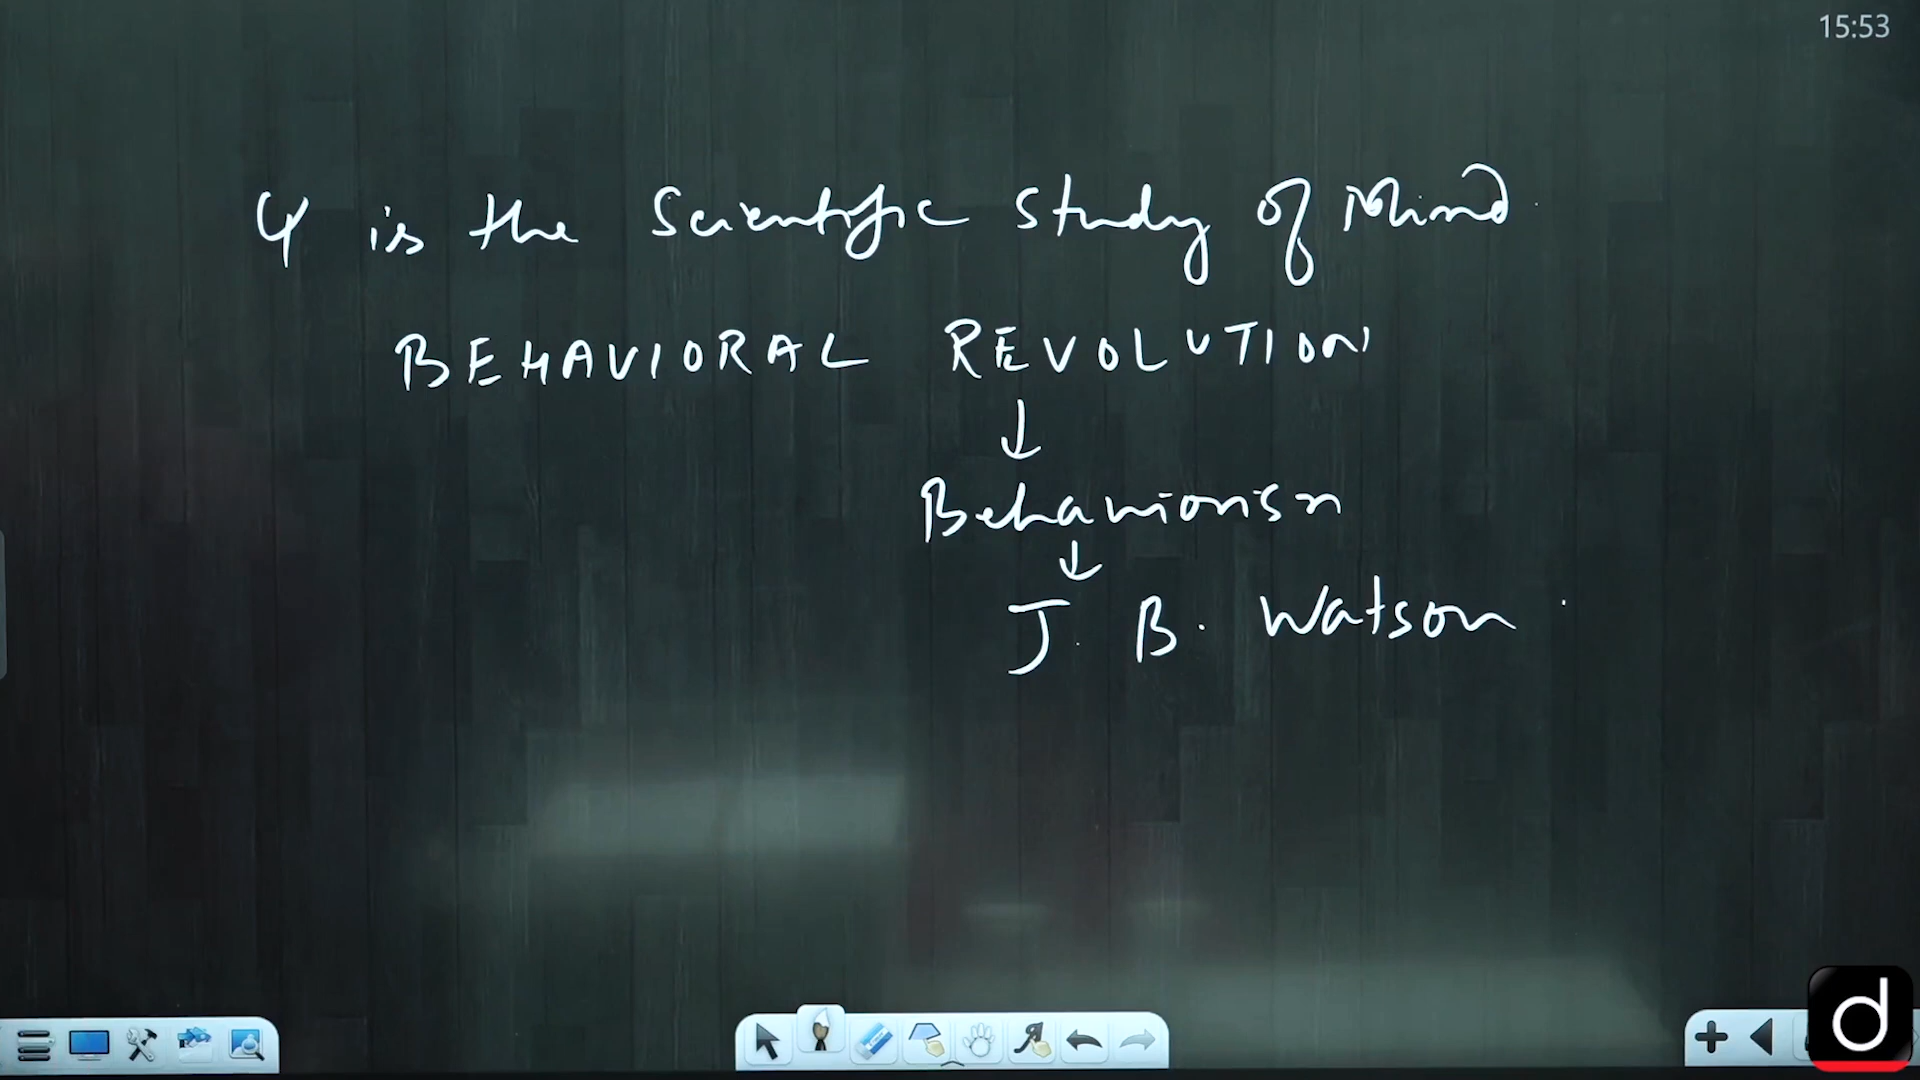 15:53
Ψ is the Scientific Study of Mind.
BEHAVIORAL REVOLUTION
↓
Behaviorism
↓
J. B. Watson.
d